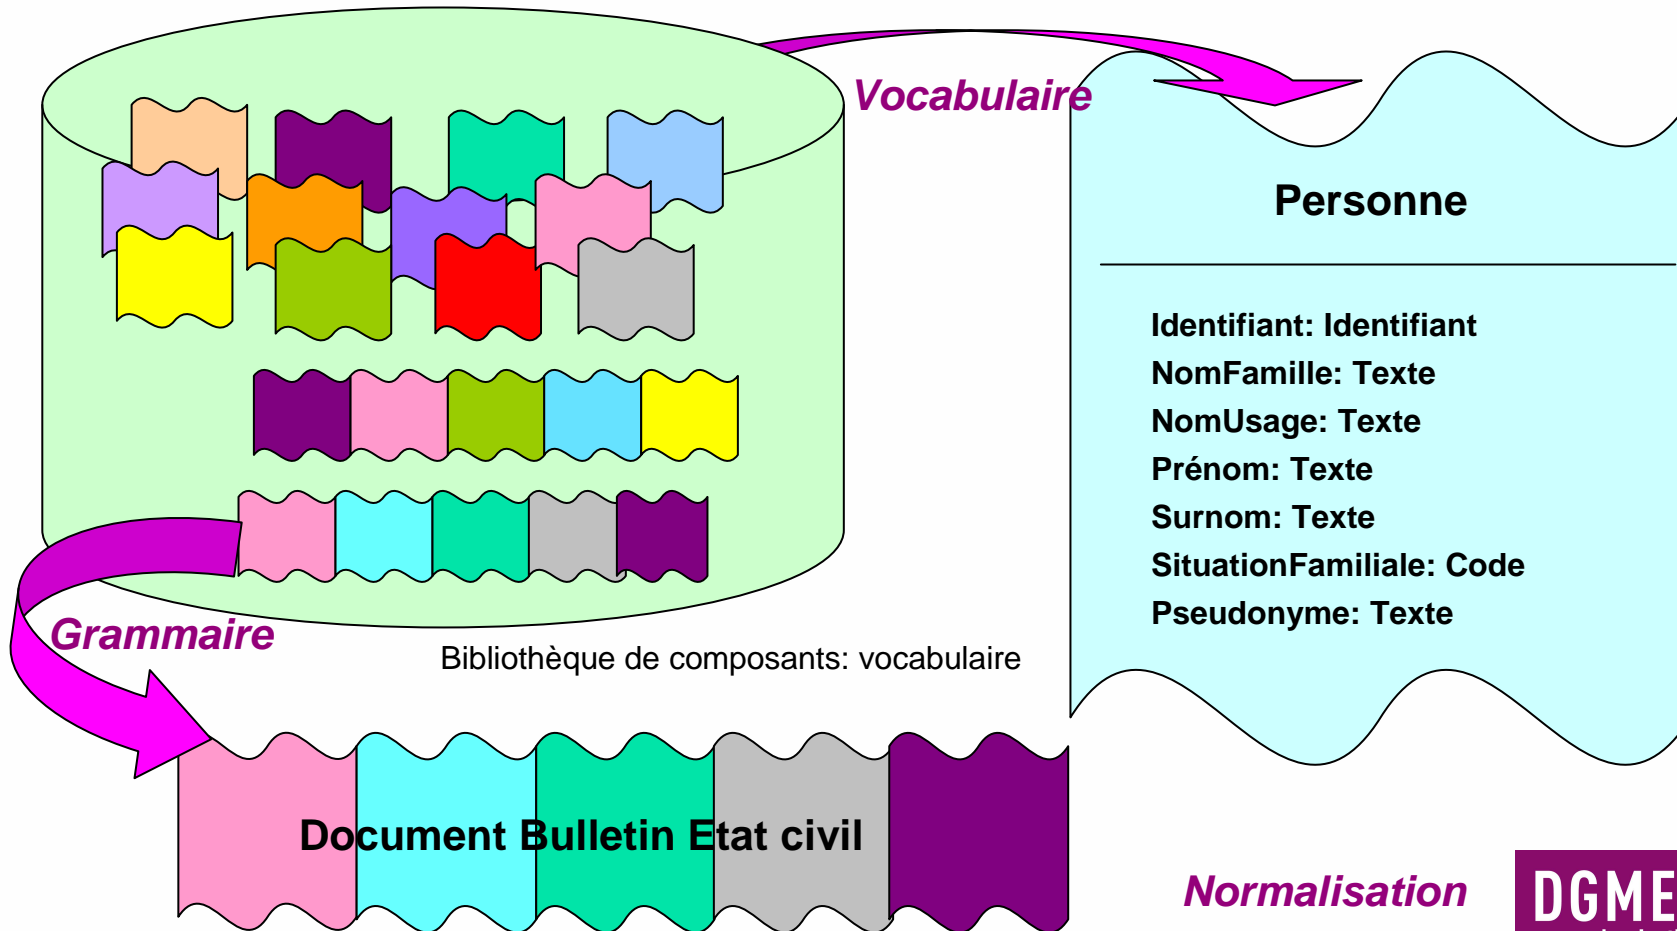 Vocabulaire
Personne
Identifiant: Identifiant
NomFamille: Texte
NomUsage: Texte
Prénom: Texte
Surnom: Texte
SituationFamiliale: Code
Pseudonyme: Texte
Grammaire
Bibliothèque de composants: vocabulaire
Document Bulletin Etat civil
Normalisation
DGME